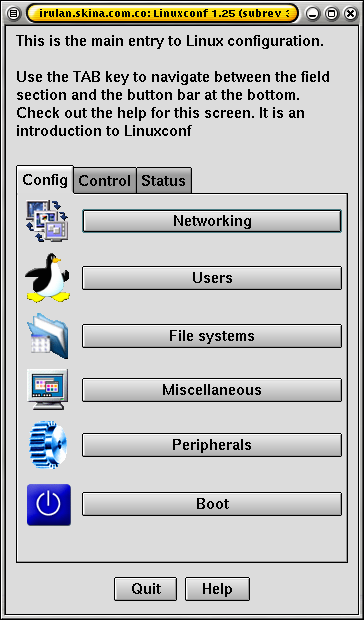 irulan.skina.com.co: Linuxconf 1.25 (subrev
This is the main entry to Linux configuration.
Use the TAB key to navigate between the field
section and the button bar at the bottom.
Check out the help for this screen. It is an
introduction to Linuxconf
Config Control Status
Networking
Users
File systems
Miscellaneous
Peripherals
Boot
Quit Help